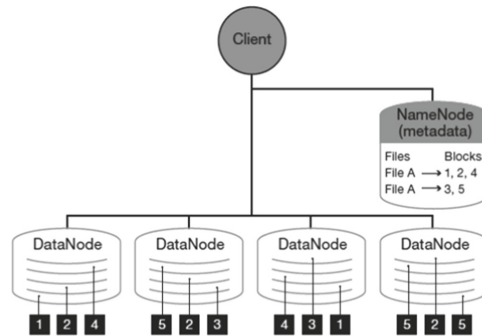 Client
NameNode
(metadata)
Files Blocks
File A → 1, 2, 4
File A → 3, 5
DataNode DataNode DataNode DataNode
1 2 4 5 2 3 4 3 1 5 2 5